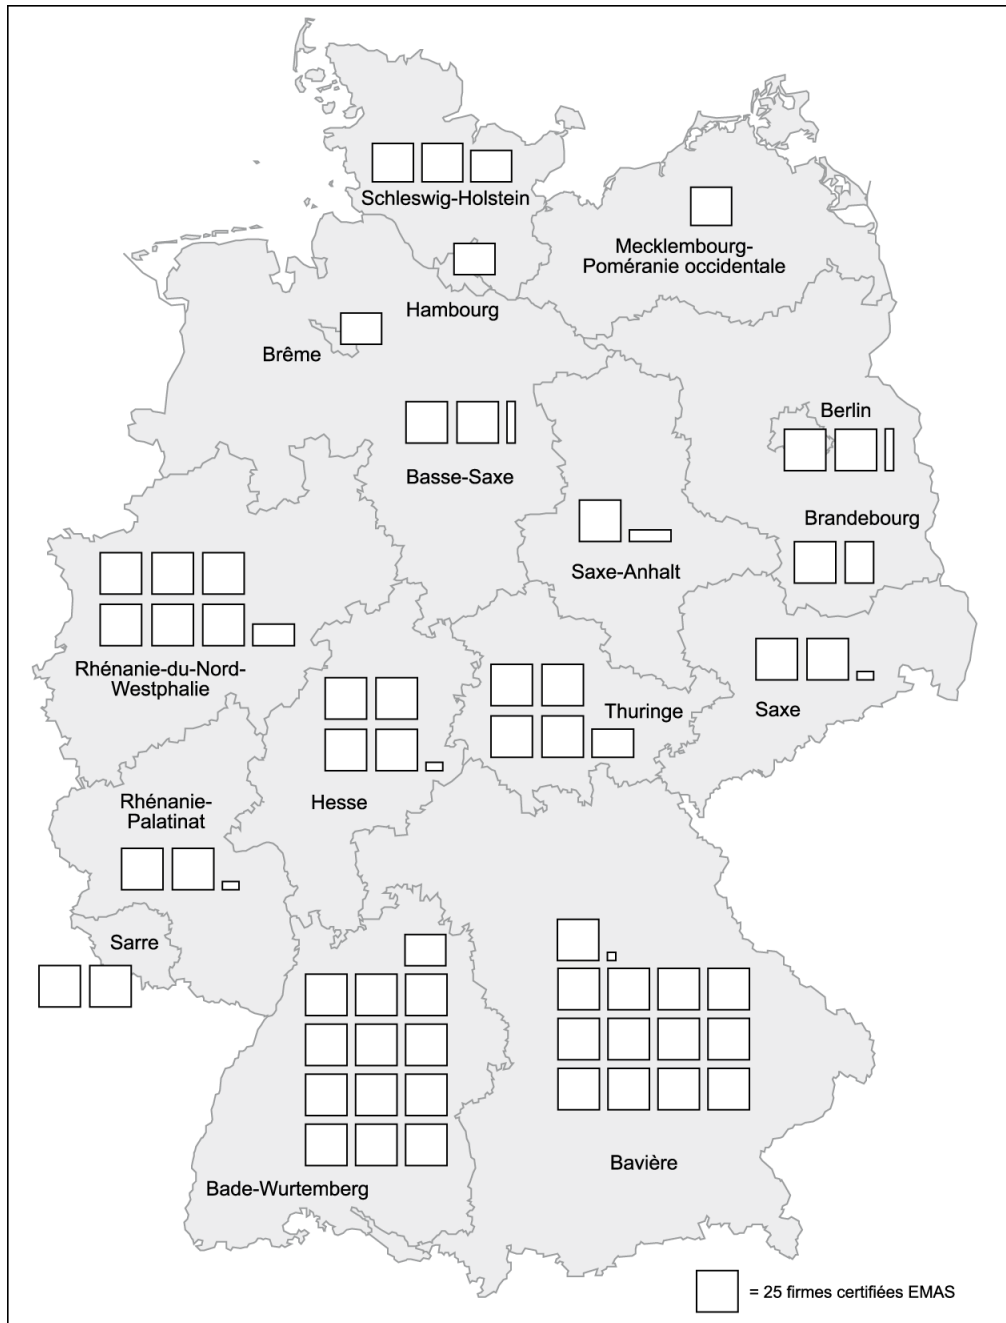 Schleswig-Holstein
Mecklembourg-
Poméranie occidentale
Hambourg
Brême
Berlin
Basse-Saxe
Brandebourg
Saxe-Anhalt
Rhénanie-du-Nord-
Westphalie
Thuringe
Saxe
Hesse
Rhénanie-
Palatinat
Sarre
Bavière
Bade-Wurtemberg
= 25 firmes certifiées EMAS